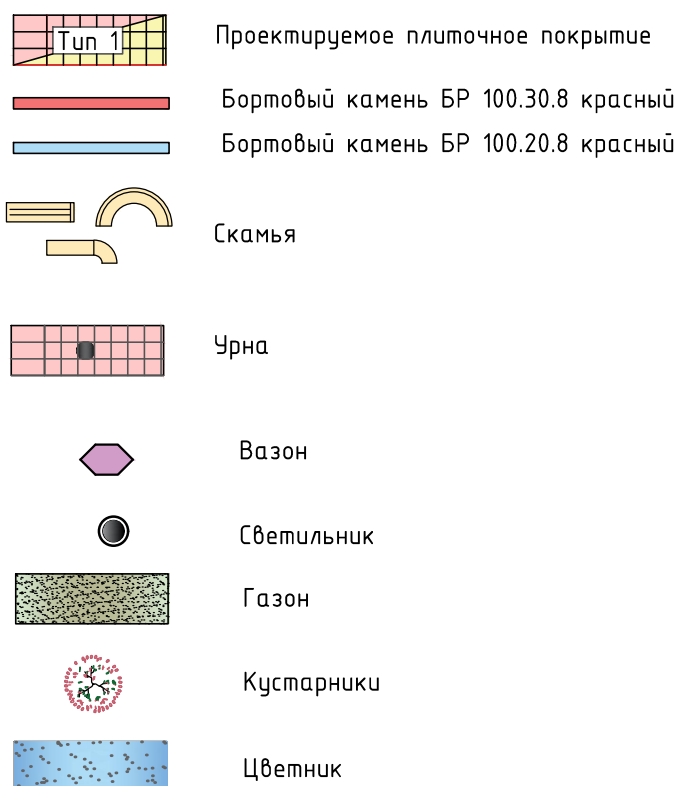 Тип 1 Проектируемое плиточное покрытие
Бортовый камень БР 100.30.8 красный
Бортовый камень БР 100.20.8 красный
Скамья
Урна
Вазон
Светильник
Газон
Кустарники
Цветник